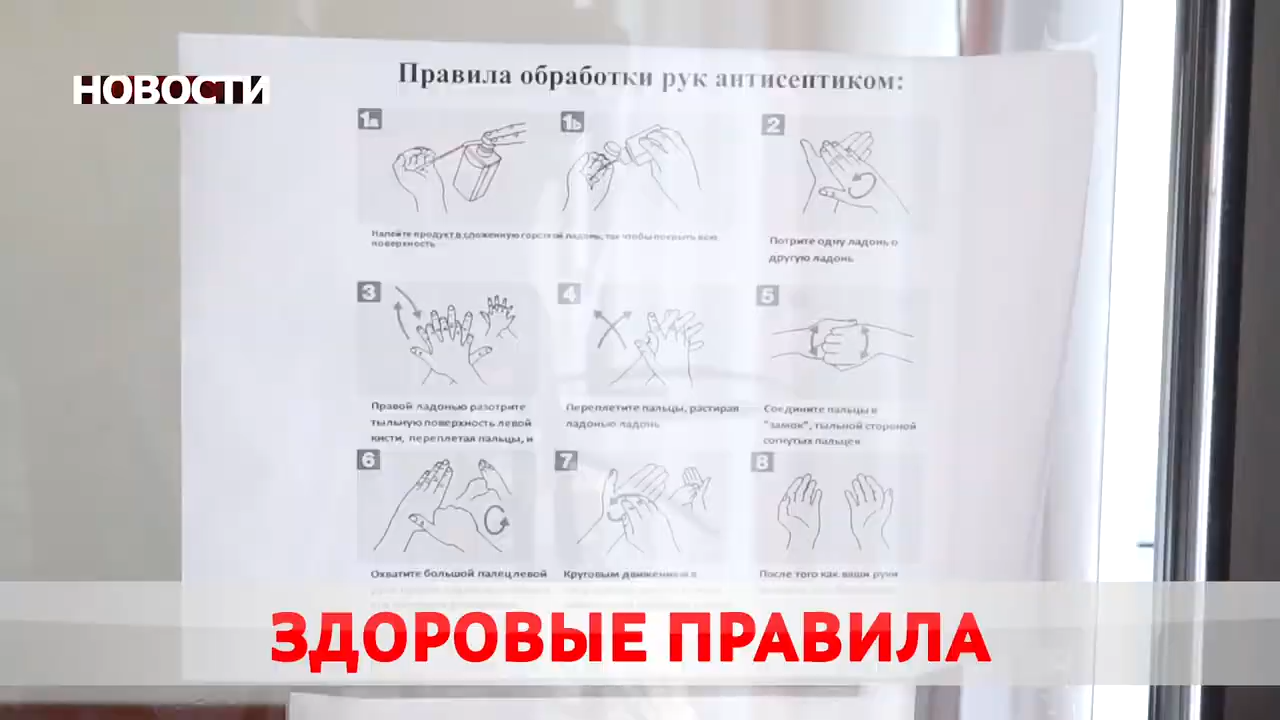 НОВОСТИ
Правила обработки рук антисептиком:
1a
1b
2
Налейте продукт в сложенную горсткой ладонь, так чтобы покрыть всю
поверхность
Потрите одну ладонь о
другую ладонь
3
4
5
Правой ладонью разотрите
тыльную поверхность левой
кисти, переплетая пальцы, и
Переплетите пальцы, растирая
ладонью ладонь
Соедините пальцы в
"замок", тыльной стороной
согнутых пальцев
6
7
8
Охватите большой палец левой
Круговым движением в
После того как ваши руки
ЗДОРОВЫЕ ПРАВИЛА